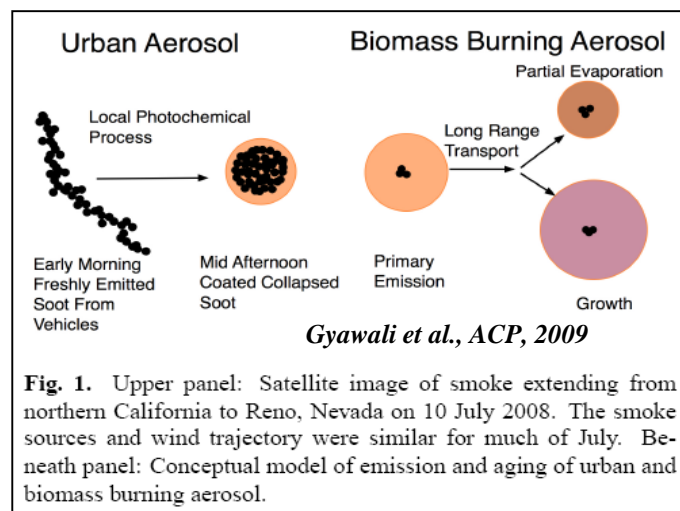 Urban Aerosol
Biomass Burning Aerosol
Partial Evaporation
Local Photochemical
Process
Long Range
Transport
Early Morning
Freshly Emitted
Soot From
Vehicles
Mid Afternoon
Coated Collapsed
Soot
Primary
Emission
Growth
Gyawali et al., ACP, 2009
Fig. 1. Upper panel: Satellite image of smoke extending from
northern California to Reno, Nevada on 10 July 2008. The smoke
sources and wind trajectory were similar for much of July. Be-
neath panel: Conceptual model of emission and aging of urban and
biomass burning aerosol.